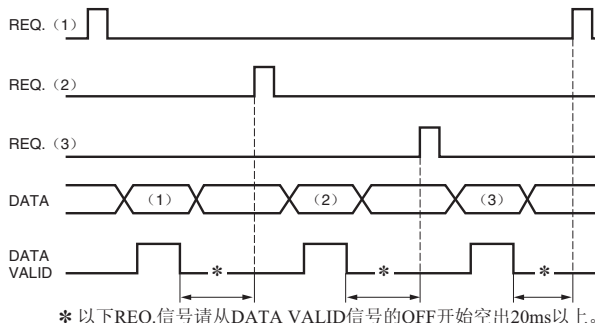 REQ.（1）
REQ.（2）
REQ.（3）
DATA （1） （2） （3）
DATA
VALID * * *
* 以下REQ.信号请从DATA VALID信号的OFF开始空出20ms以上。